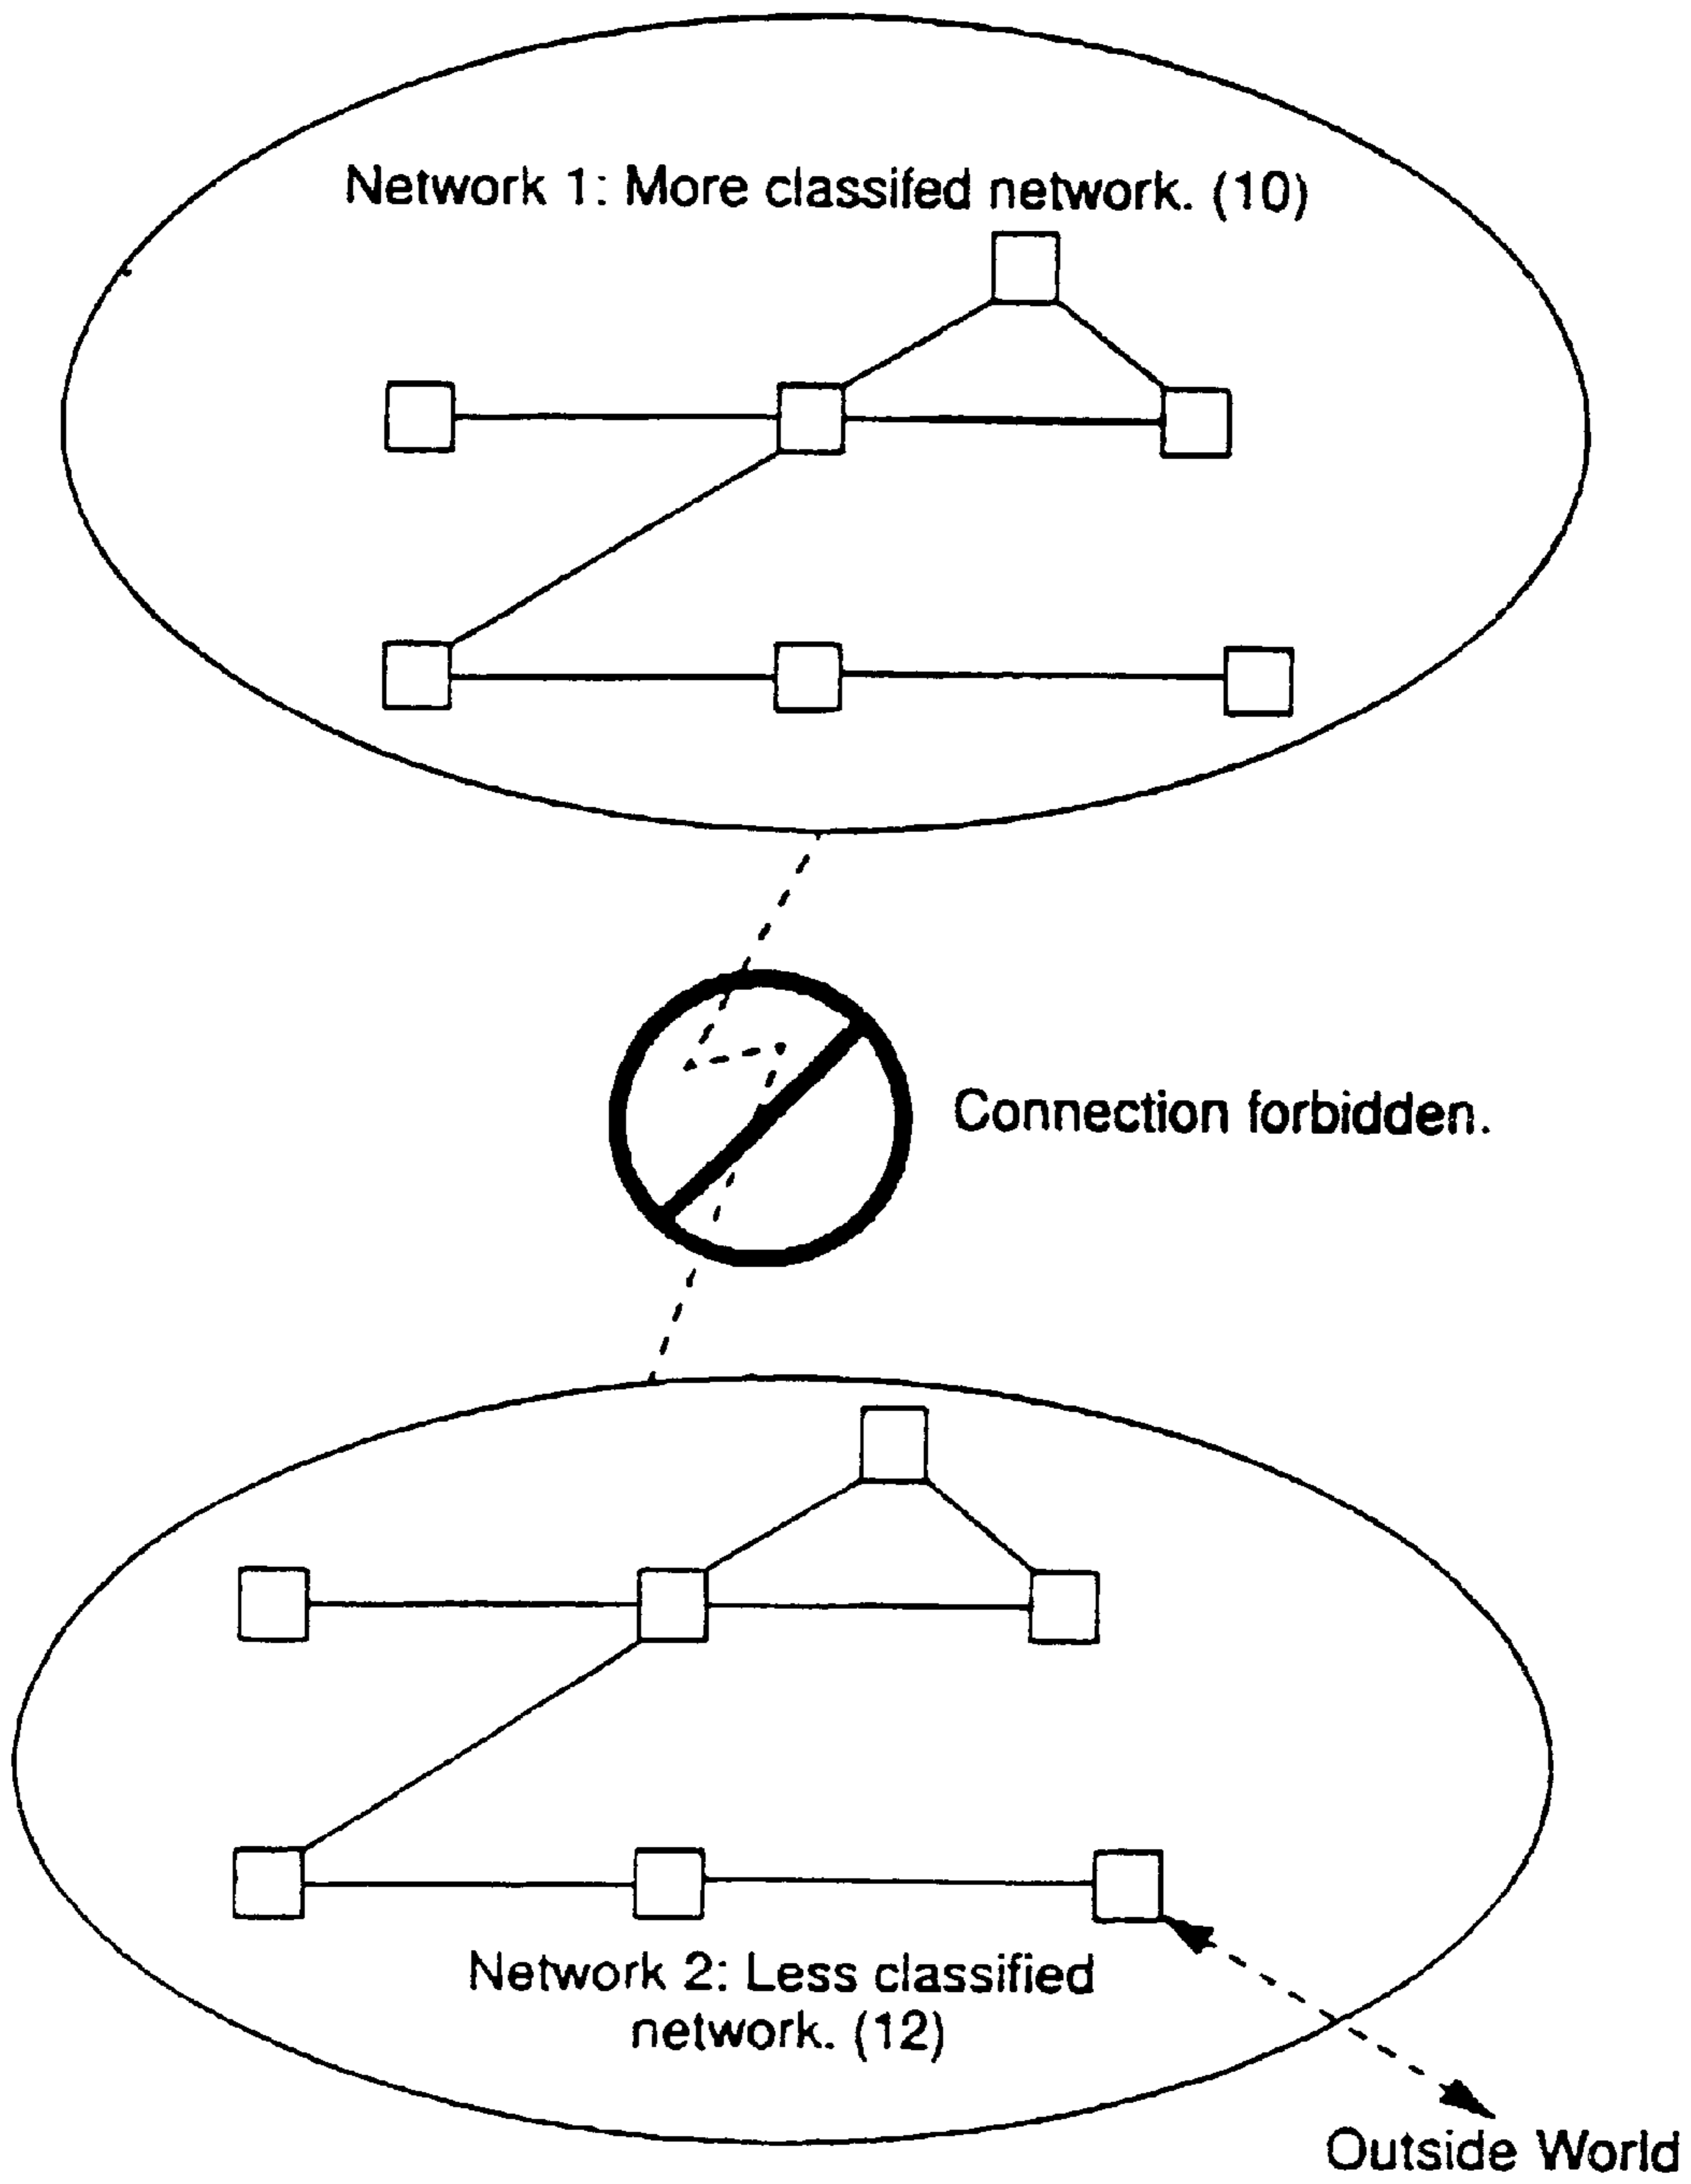 Network 1: More classifed network. (10)
Connection forbidden.
Network 2: Less classified
network. (12)
Outside World